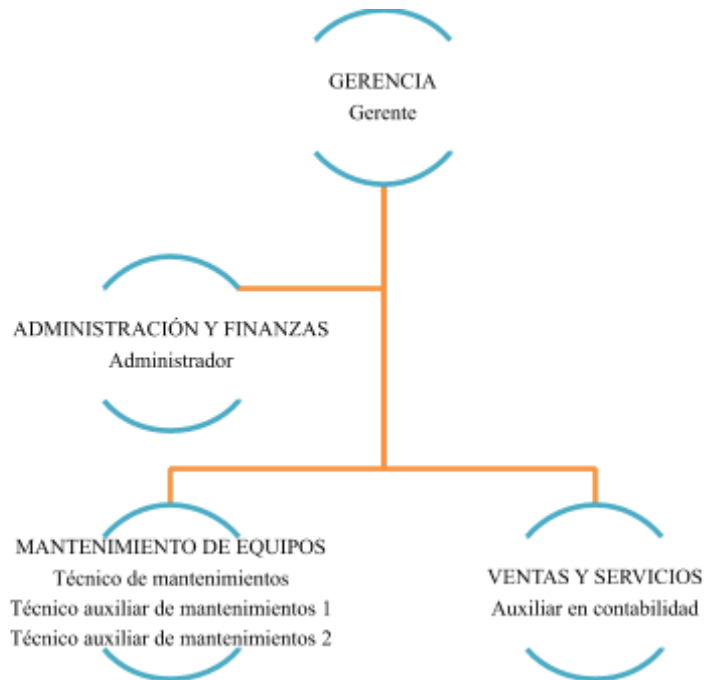 GERENCIA
Gerente
ADMINISTRACIÓN Y FINANZAS
Administrador
MANTENIMIENTO DE EQUIPOS
Técnico de mantenimientos
Técnico auxiliar de mantenimientos 1
Técnico auxiliar de mantenimientos 2
VENTAS Y SERVICIOS
Auxiliar en contabilidad